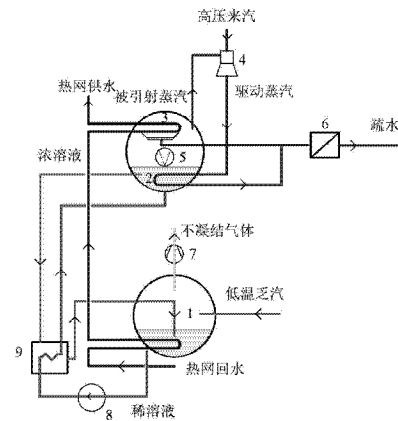 高压来汽
4
热网供水
被引射蒸汽
驱动蒸汽
3
6
疏水
浓溶液
5
2
不凝结气体
7
低温乏汽
1
9
热网回水
8
稀溶液